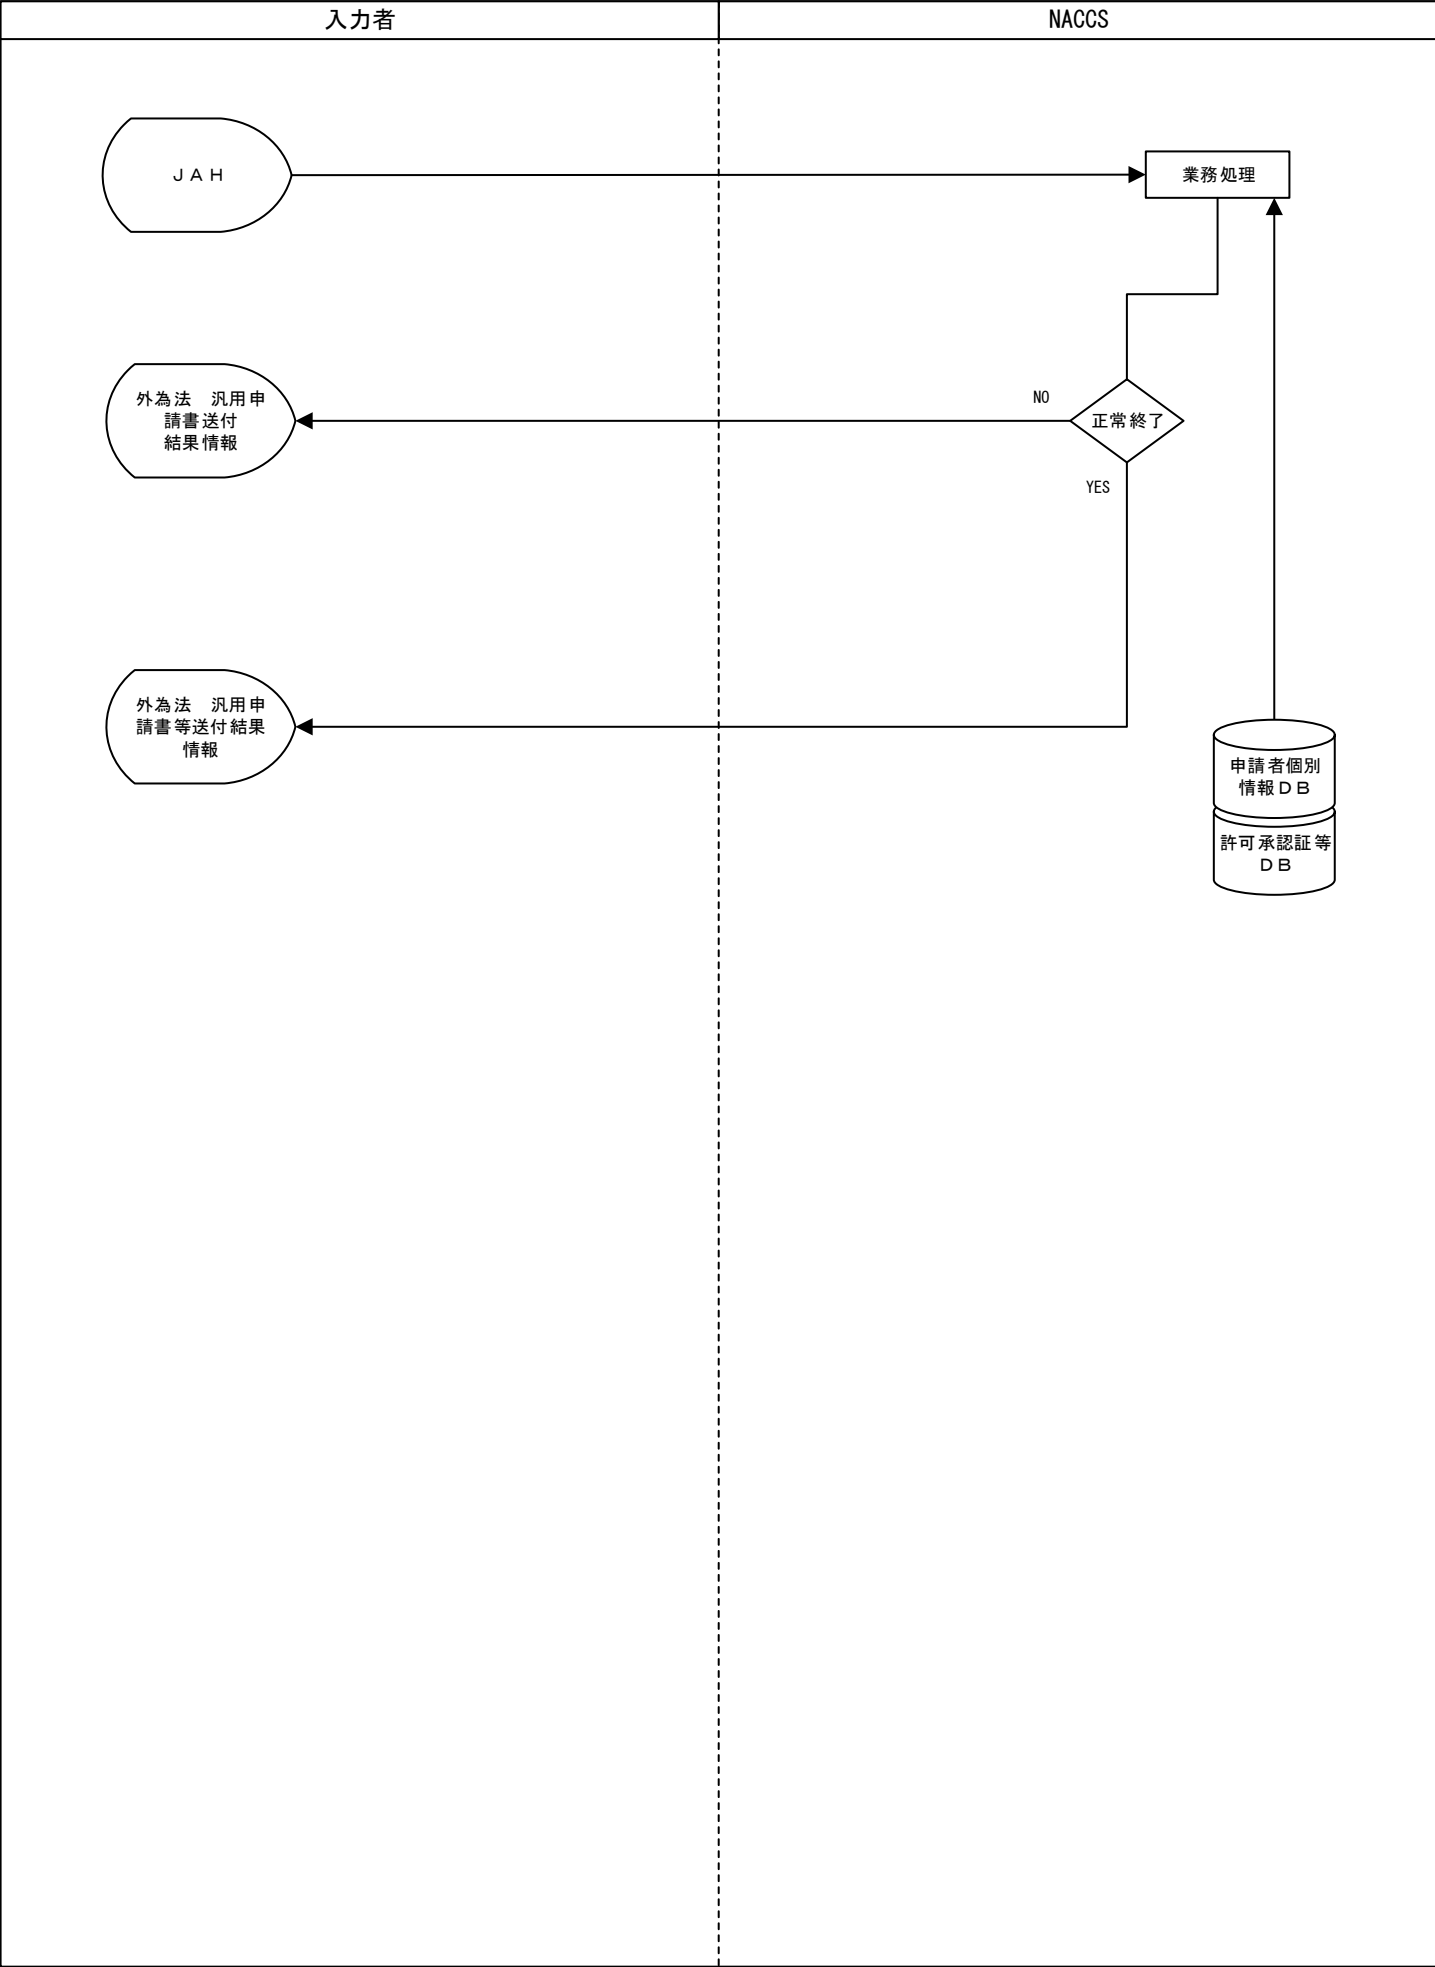 入力者
NACCS
ＪＡＨ
業務処理
外為法　汎用申
請書送付
結果情報
NO
正常終了
YES
外為法　汎用申
請書等送付結果
情報
申請者個別
情報ＤＢ
許可承認証等
ＤＢ